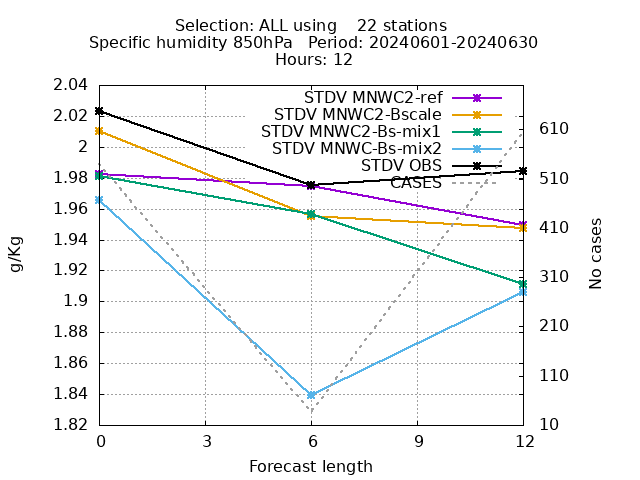 Selection: ALL using    22 stations
Specific humidity 850hPa   Period: 20240601-20240630
Hours: 12
STDV MNWC2-ref
STDV MNWC2-Bscale
STDV MNWC2-Bs-mix1
STDV MNWC-Bs-mix2
STDV OBS
CASES
2.04
2.02
2
1.98
1.96
1.94
1.92
1.9
1.88
1.86
1.84
1.82
g/Kg
610
510
410
310
210
110
10
No cases
0 3 6 9 12
Forecast length